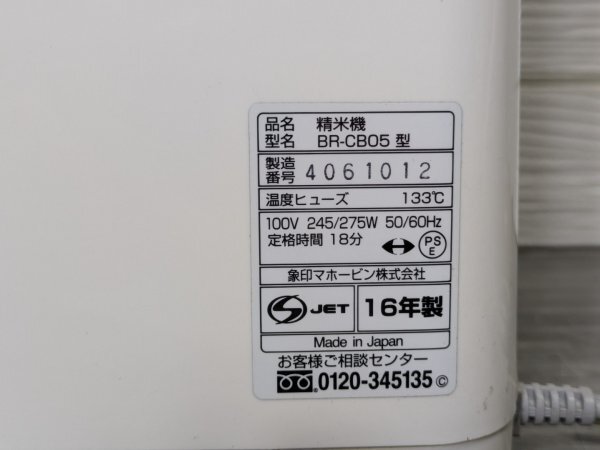 品名 精米機
型名 BR-CB05 型
製造
番号 4061012
温度ヒューズ 133℃
100V 245/275W 50/60Hz
定格時間 18分
PS
E
象印マホービン株式会社
JET 16年製
Made in Japan
お客様ご相談センター
0120-345135 ©